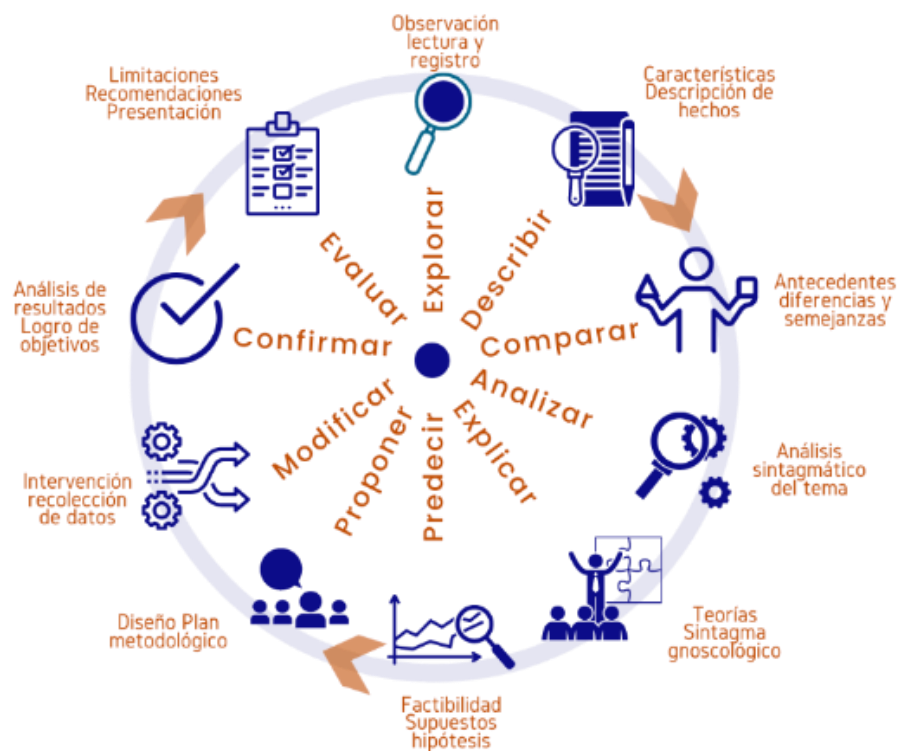 Observación
lectura y
registro
Características
Descripción de
hechos
Antecedentes
diferencias y
semejanzas
Análisis
sintagmático
del tema
Teorías
Sintagma
gnoscológico
Factibilidad
Supuestos
hipótesis
Diseño Plan
metodológico
Intervención
recolección
de datos
Análisis de
resultados
Logro de
objetivos
Limitaciones
Recomendaciones
Presentación
Explorar
Describir
Comparar
Analizar
Explicar
Predecir
Proponer
Modificar
Confirmar
Evaluar